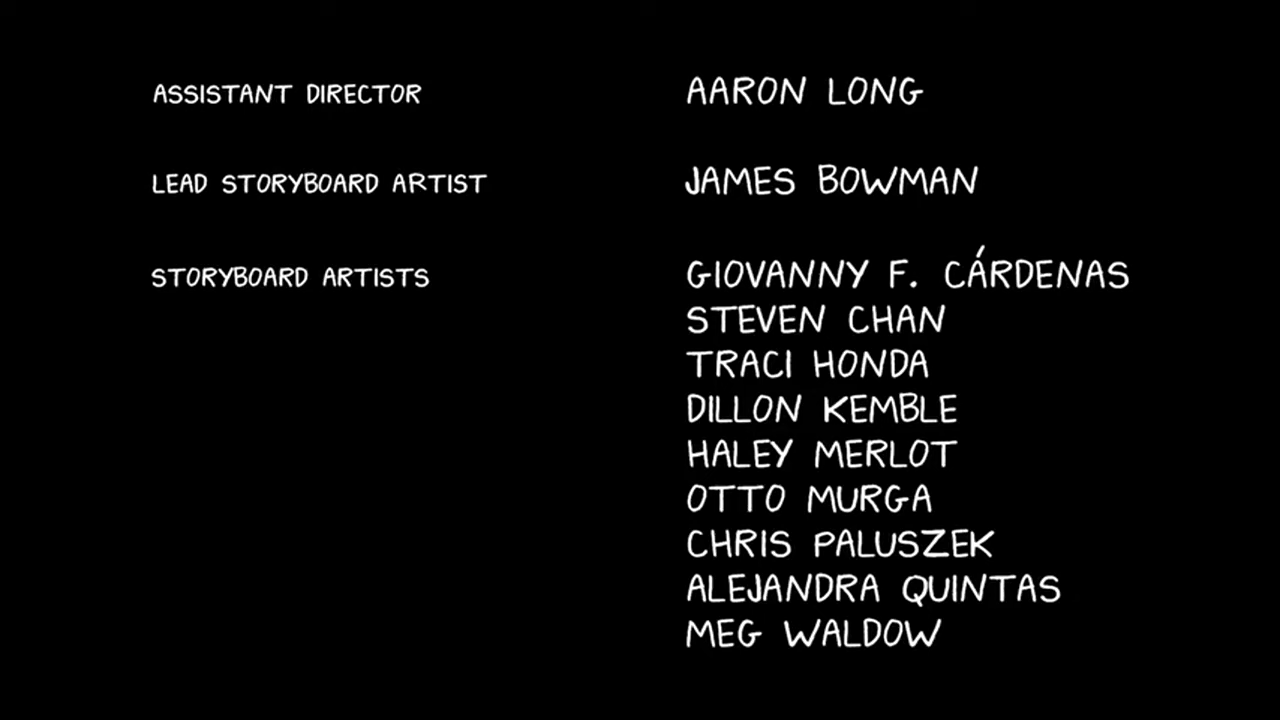 ASSISTANT DIRECTOR AARON LONG
LEAD STORYBOARD ARTIST JAMES BOWMAN
STORYBOARD ARTISTS GIOVANNY F. CÁRDENAS
STEVEN CHAN
TRACI HONDA
DILLON KEMBLE
HALEY MERLOT
OTTO MURGA
CHRIS PALUSZEK
ALEJANDRA QUINTAS
MEG WALDOW